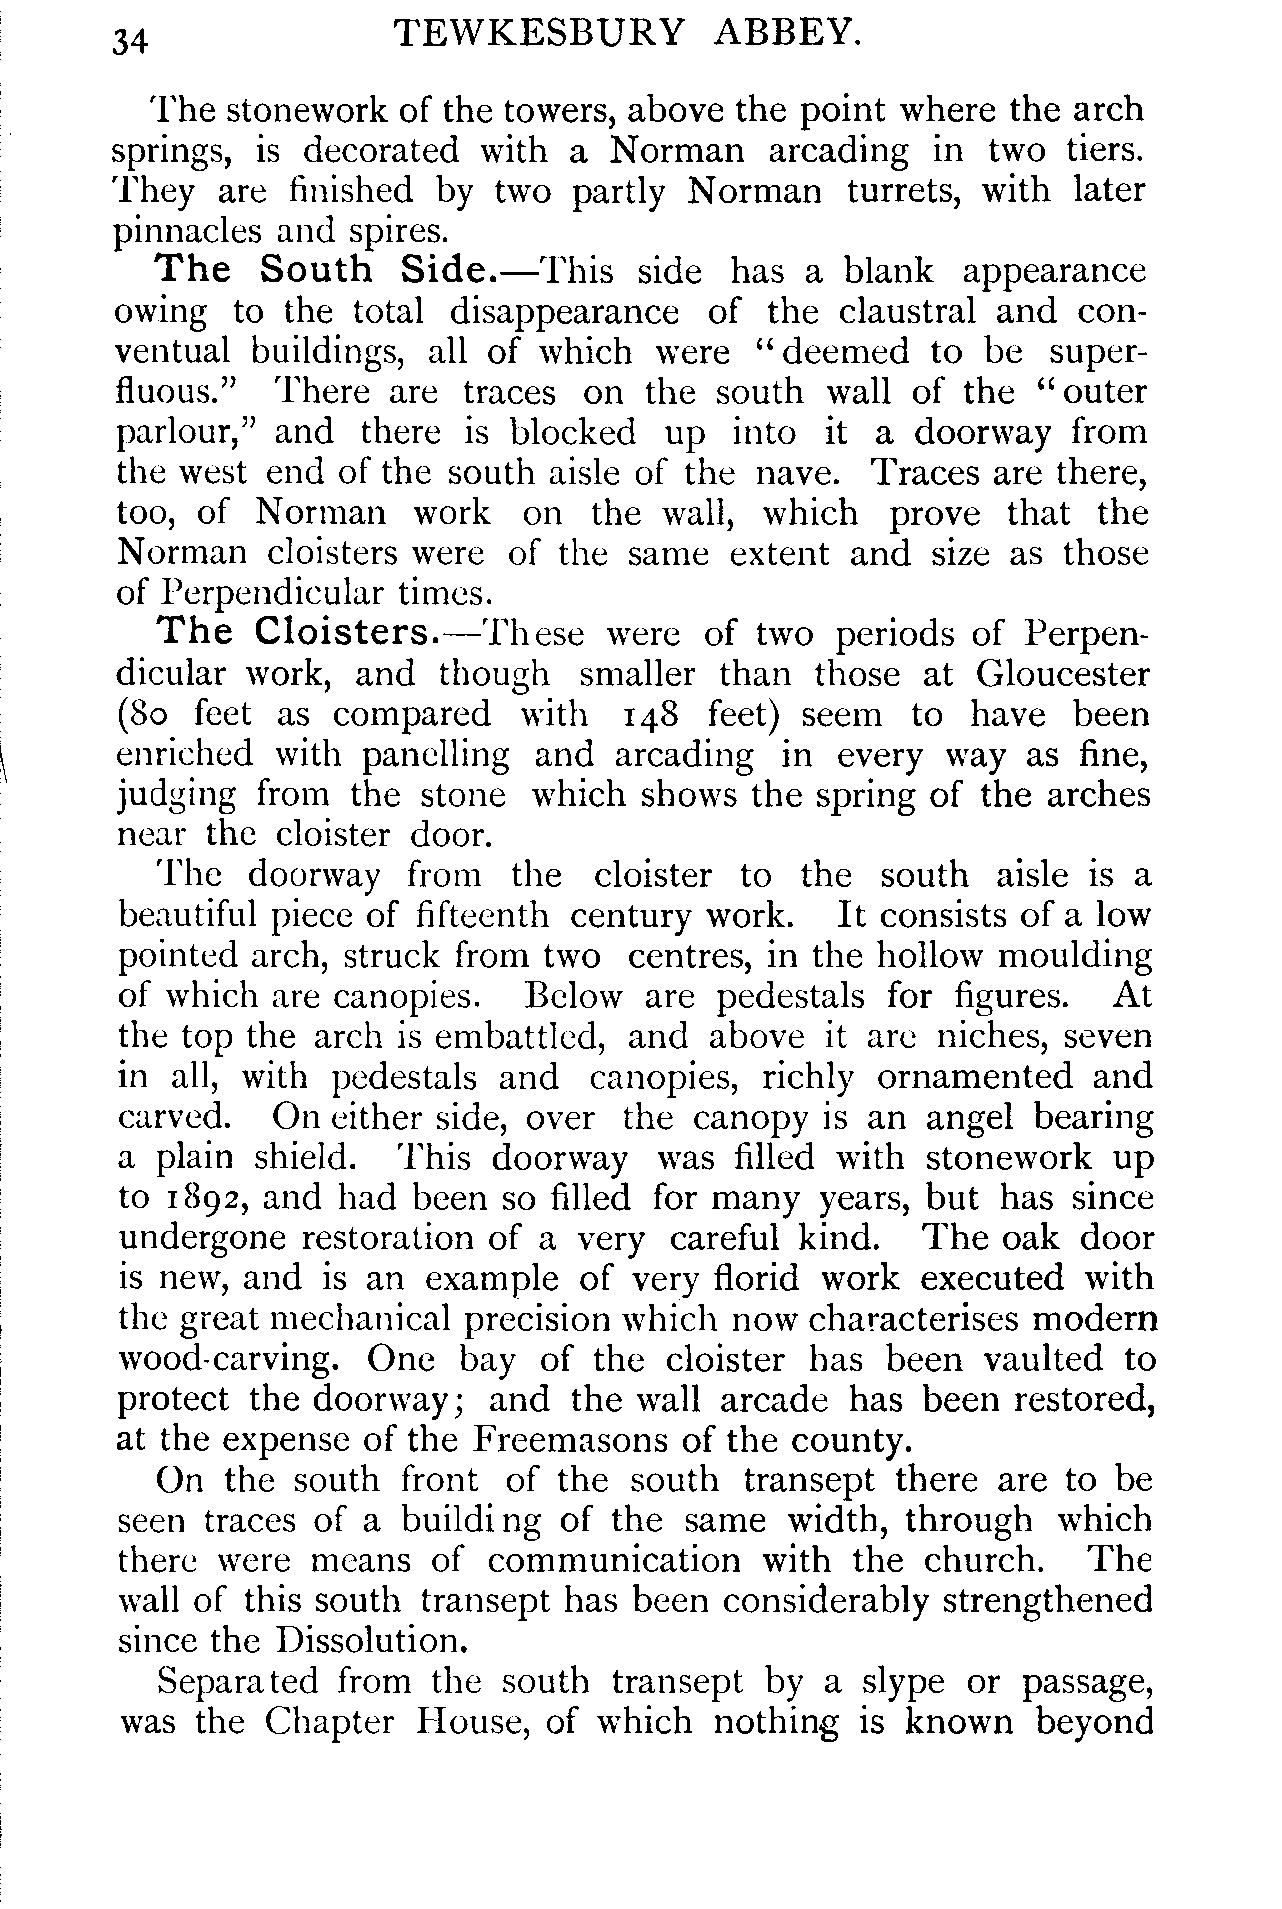 34 TEWKESBURY ABBEY.
The stonework of the towers, above the point where the arch
springs, is decorated with a Norman arcading in two tiers.
They are finished by two partly Norman turrets, with later
pinnacles and spires.
The South Side.—This side has a blank appearance
owing to the total disappearance of the claustral and con-
ventual buildings, all of which were “deemed to be super-
fluous.” There are traces on the south wall of the “outer
parlour,” and there is blocked up into it a doorway from
the west end of the south aisle of the nave. Traces are there,
too, of Norman work on the wall, which prove that the
Norman cloisters were of the same extent and size as those
of Perpendicular times.
The Cloisters.—These were of two periods of Perpen-
dicular work, and though smaller than those at Gloucester
(80 feet as compared with 148 feet) seem to have been
enriched with panelling and arcading in every way as fine,
judging from the stone which shows the spring of the arches
near the cloister door.
The doorway from the cloister to the south aisle is a
beautiful piece of fifteenth century work. It consists of a low
pointed arch, struck from two centres, in the hollow moulding
of which are canopies. Below are pedestals for figures. At
the top the arch is embattled, and above it are niches, seven
in all, with pedestals and canopies, richly ornamented and
carved. On either side, over the canopy is an angel bearing
a plain shield. This doorway was filled with stonework up
to 1892, and had been so filled for many years, but has since
undergone restoration of a very careful kind. The oak door
is new, and is an example of very florid work executed with
the great mechanical precision which now characterises modern
wood-carving. One bay of the cloister has been vaulted to
protect the doorway; and the wall arcade has been restored,
at the expense of the Freemasons of the county.
On the south front of the south transept there are to be
seen traces of a building of the same width, through which
there were means of communication with the church. The
wall of this south transept has been considerably strengthened
since the Dissolution.
Separated from the south transept by a slype or passage,
was the Chapter House, of which nothing is known beyond